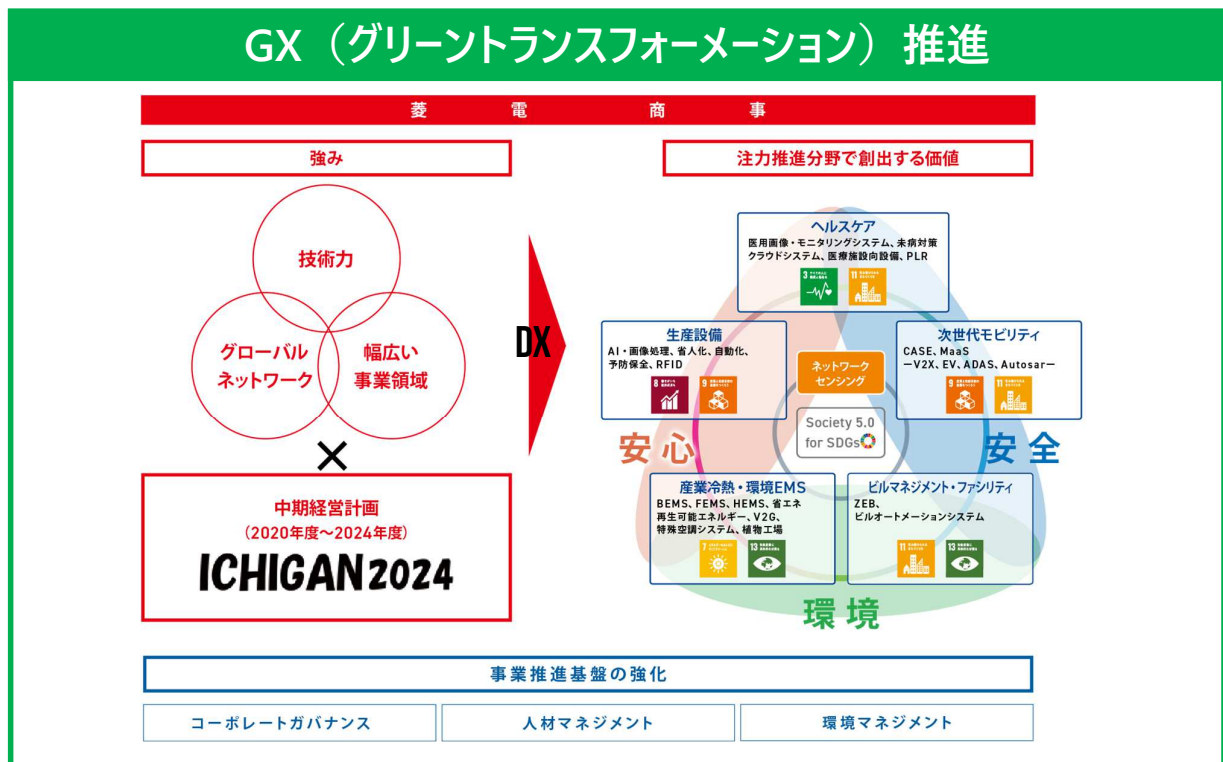 GX（グリーントランスフォーメーション）推進
菱電商事
強み
技術力
グローバル
ネットワーク
幅広い
事業領域
×
中期経営計画
（2020年度～2024年度）
ICHIGAN2024
DX
注力推進分野で創出する価値
ヘルスケア
医用画像・モニタリングシステム、未病対策
クラウドシステム、医療施設向設備、PLR
3
11
生産設備
AI・画像処理、省人化、自動化、
予防保全、RFID
8
9
次世代モビリティ
CASE、MaaS
ーV2X、EV、ADAS、Autosarー
9
11
ネットワーク
センシング
Society 5.0
for SDGs
安心
安全
産業冷熱・環境EMS
BEMS、FEMS、HEMS、省エネ
再生可能エネルギー、V2G、
特殊空調システム、植物工場
7
13
ビルマネジメント・ファシリティ
ZEB、
ビルオートメーションシステム
11
13
環境
事業推進基盤の強化
コーポレートガバナンス
人材マネジメント
環境マネジメント